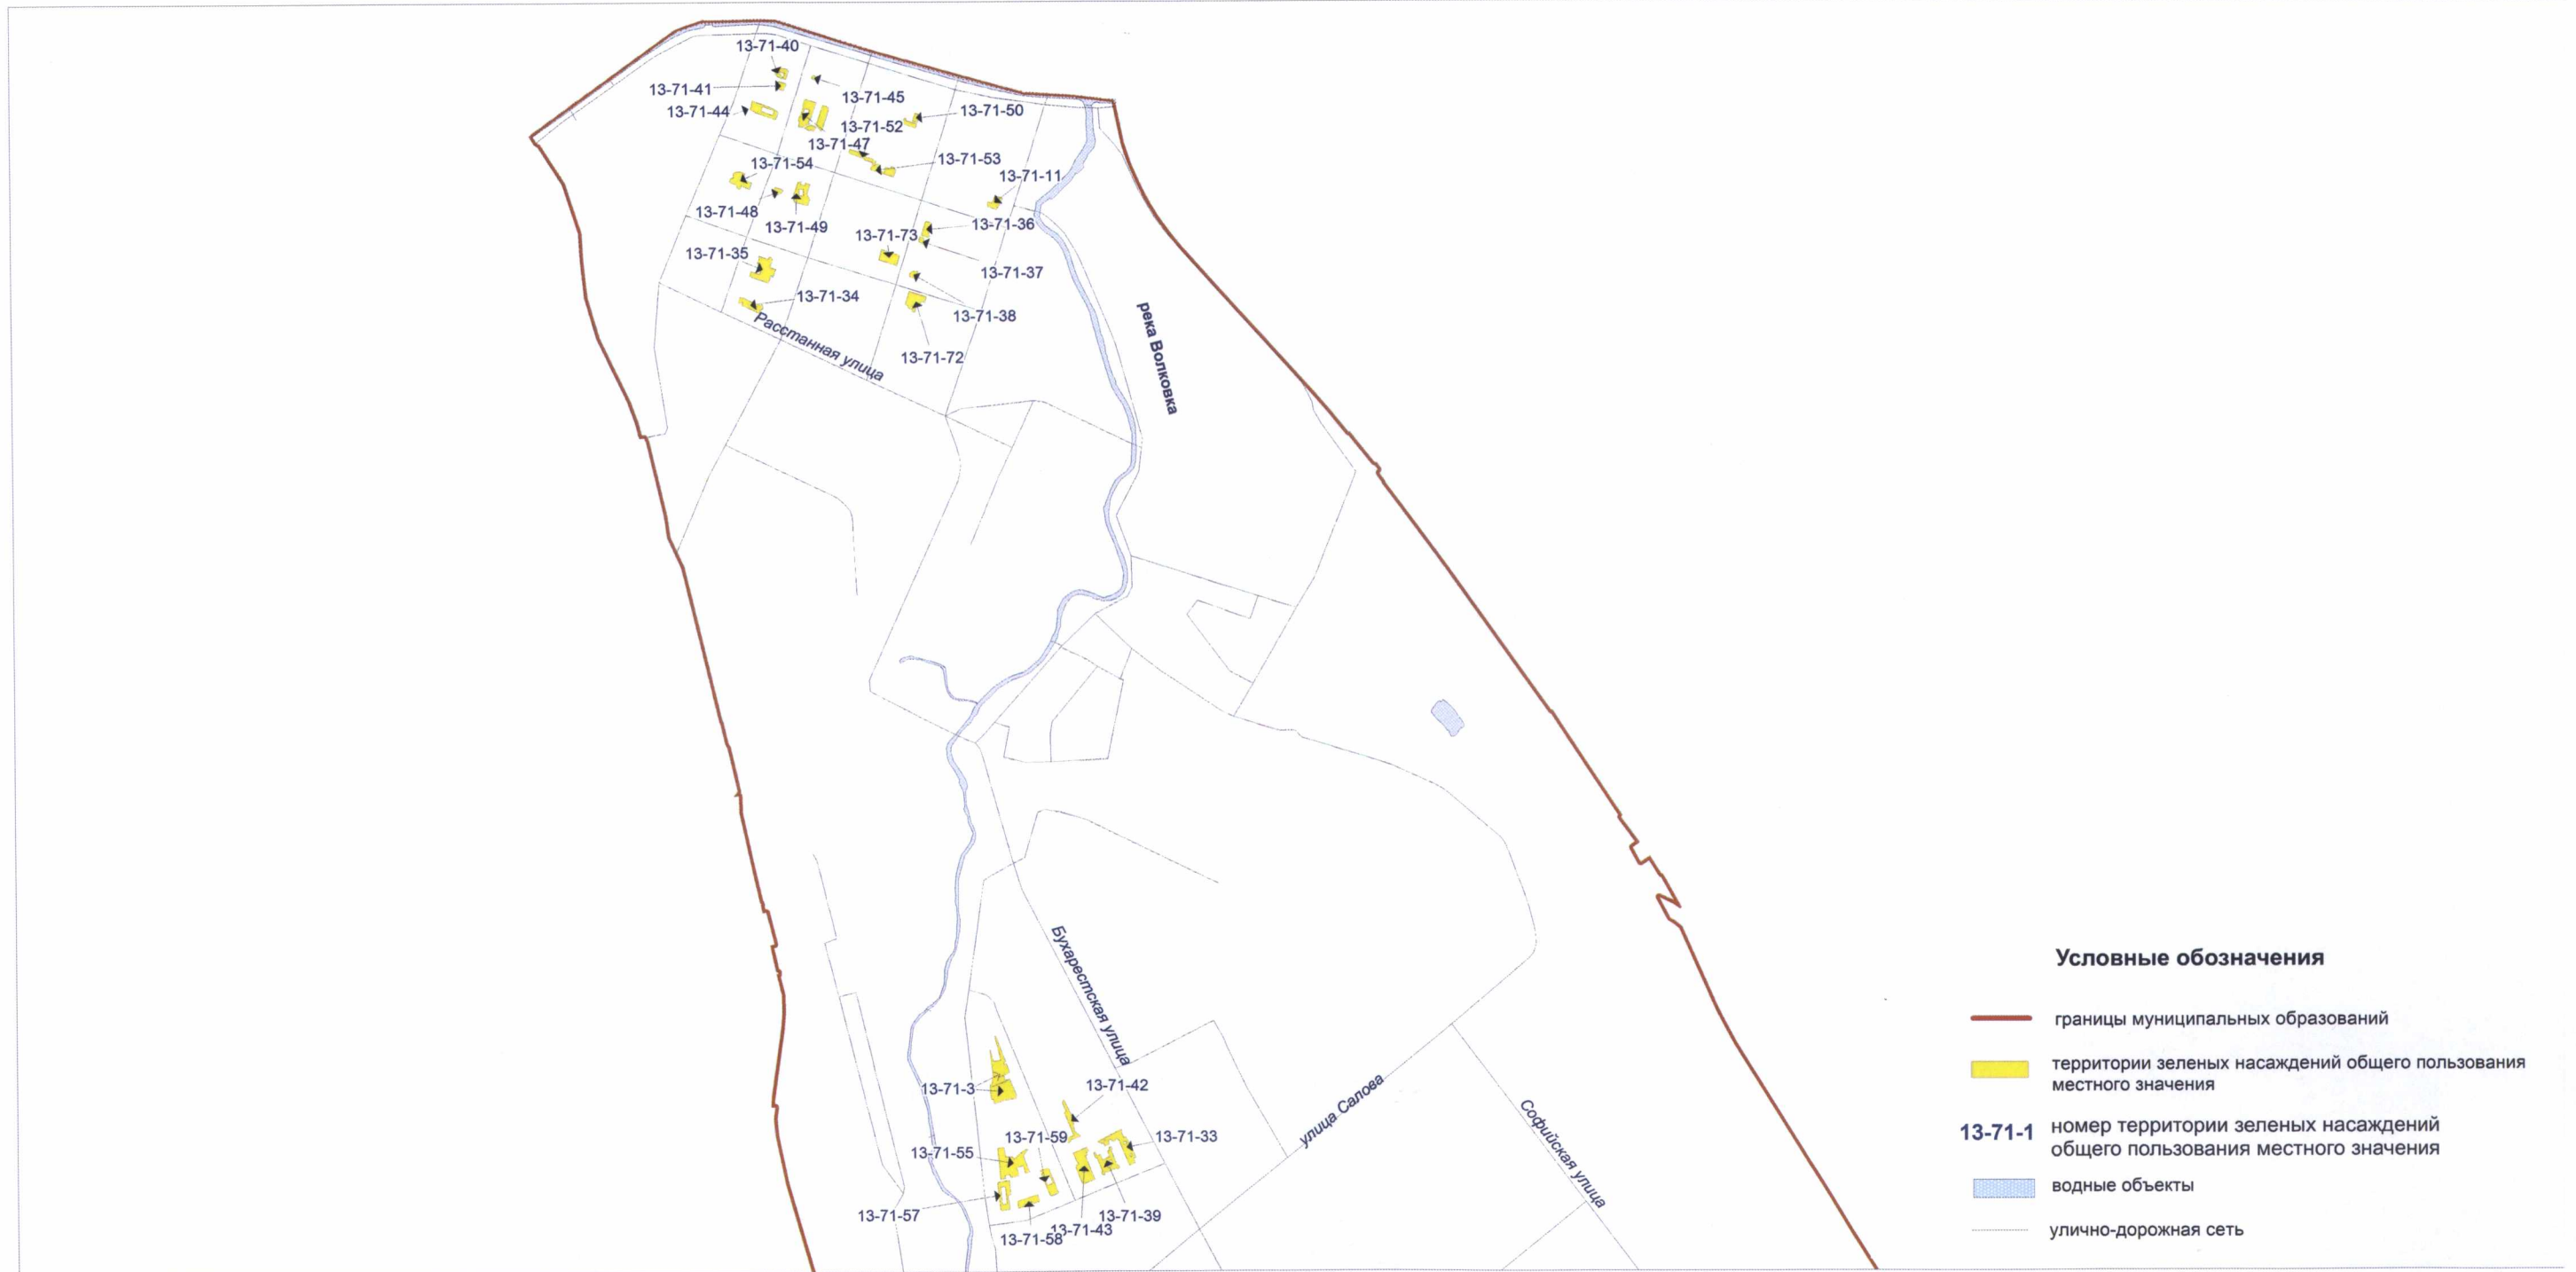 13-71-40
13-71-41
13-71-45
13-71-44
13-71-50
13-71-52
13-71-47
13-71-53
13-71-54
13-71-11
13-71-48
13-71-49
13-71-36
13-71-73
13-71-35
13-71-37
13-71-34
13-71-38
Расстанная улица
13-71-72
река Волковка
Бухарестская улица
13-71-3
13-71-42
улица Салова
Софийская улица
13-71-59
13-71-33
13-71-55
13-71-57
13-71-39
3-71-43
13-71-58
Условные обозначения
границы муниципальных образований
территории зеленых насаждений общего пользования
местного значения
13-71-1
номер территории зеленых насаждений
общего пользования местного значения
водные объекты
улично-дорожная сеть